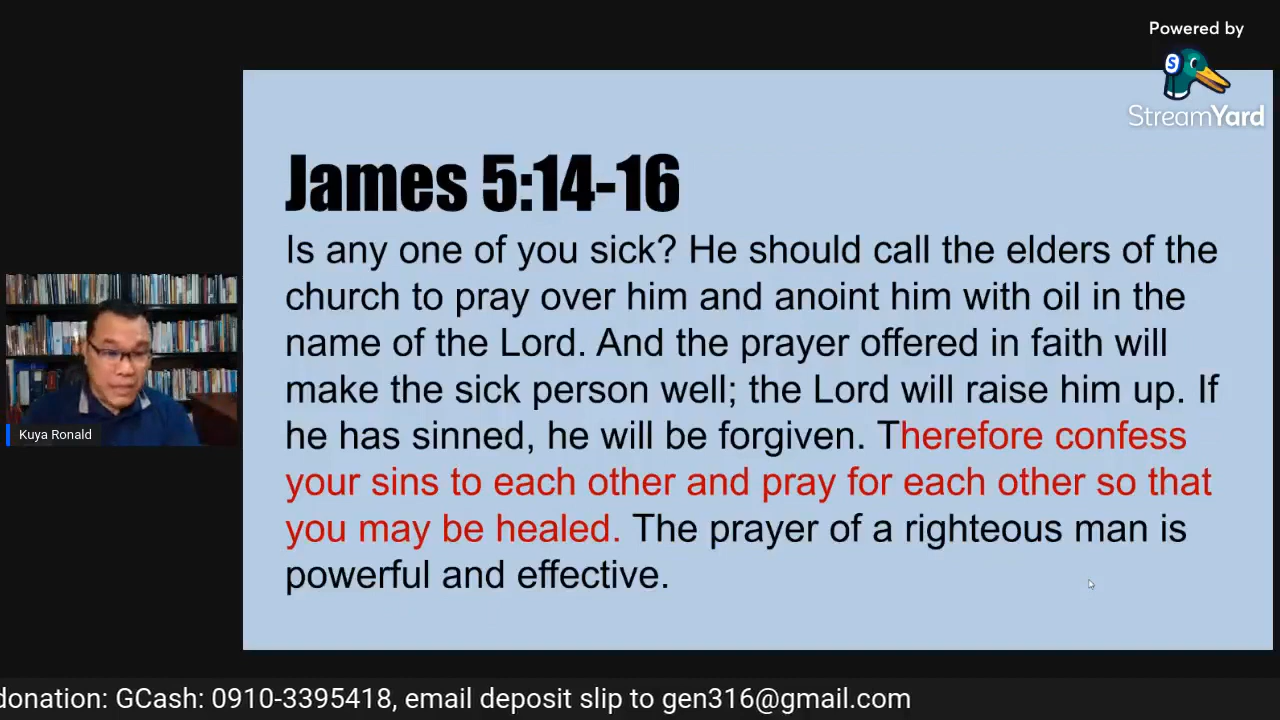 Powered by
S
StreamYard
James 5:14-16
Is any one of you sick? He should call the elders of the
church to pray over him and anoint him with oil in the
name of the Lord. And the prayer offered in faith will
make the sick person well; the Lord will raise him up. If
he has sinned, he will be forgiven. Therefore confess
your sins to each other and pray for each other so that
you may be healed. The prayer of a righteous man is
powerful and effective.
Kuya Ronald
donation: GCash: 0910-3395418, email deposit slip to gen316@gmail.com